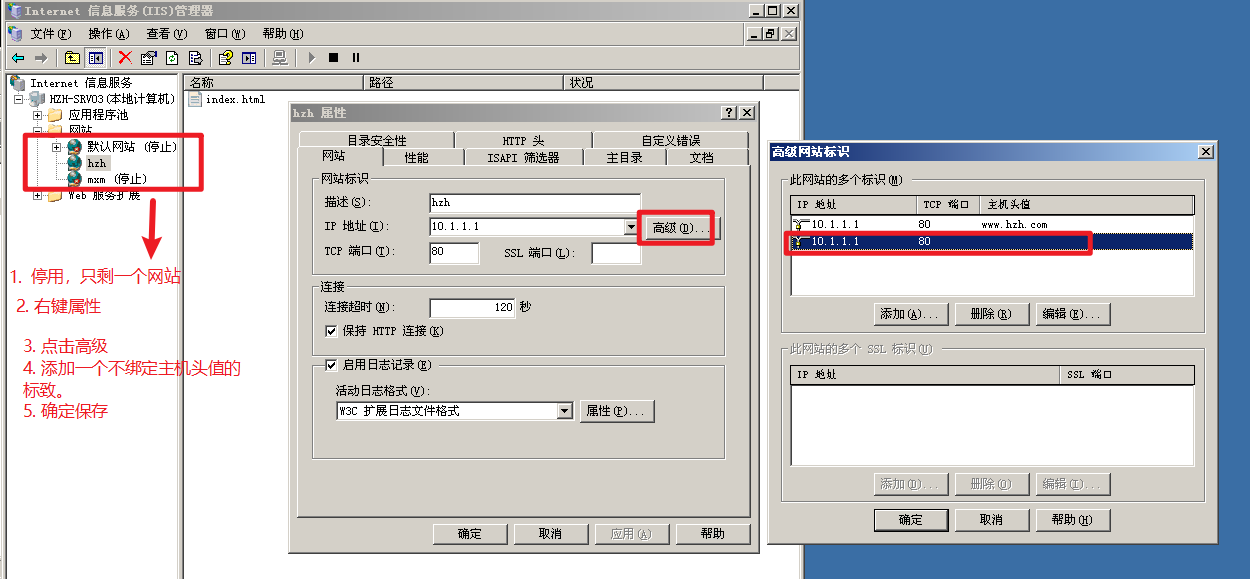 Internet 信息服务(IIS)管理器
文件(F) 操作(A) 查看(V) 窗口(W) 帮助(H)
Internet 信息服务
HZH-SRV03(本地计算机)
应用程序池
网站
默认网站 (停止)
hzh
mxm (停止)
Web 服务扩展
名称 路径 状况
index.html
1. 停用，只剩一个网站
2. 右键属性
3. 点击高级
4. 添加一个不绑定主机头值的
标致。
5. 确定保存
hzh 属性
目录安全性 HTTP 头 自定义错误
网站 性能 ISAPI 筛选器 主目录 文档
网站标识
描述(S): hzh
IP 地址(I): 10.1.1.1 高级(D)...
TCP 端口(T): 80 SSL 端口(L):
连接
连接超时(N): 120 秒
保持 HTTP 连接(K)
启用日志记录(E)
活动日志格式(V):
W3C 扩展日志文件格式 属性(P)...
确定 取消 应用(A) 帮助
高级网站标识
此网站的多个标识(M)
IP 地址 TCP 端口 主机头值
10.1.1.1 80 www.hzh.com
10.1.1.1 80
添加(A)... 删除(R) 编辑(E)...
此网站的多个 SSL 标识(U)
IP 地址 SSL 端口
添加(D)... 删除(O) 编辑(I)...
确定 取消 帮助(H)